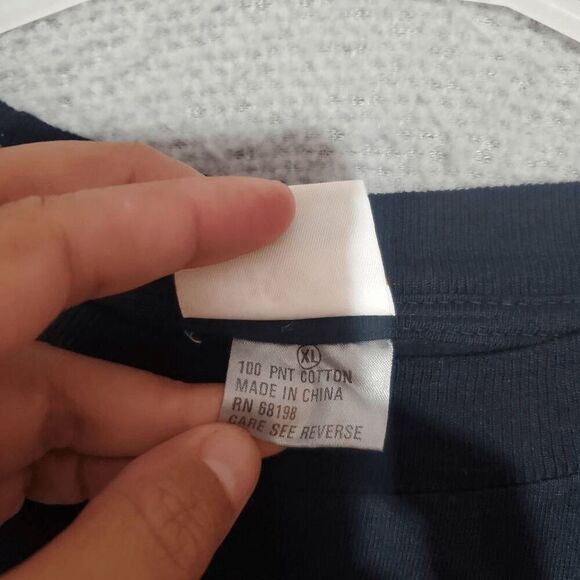 XL
100 PNT COTTON
MADE IN CHINA
RN 68198
CARE SEE REVERSE